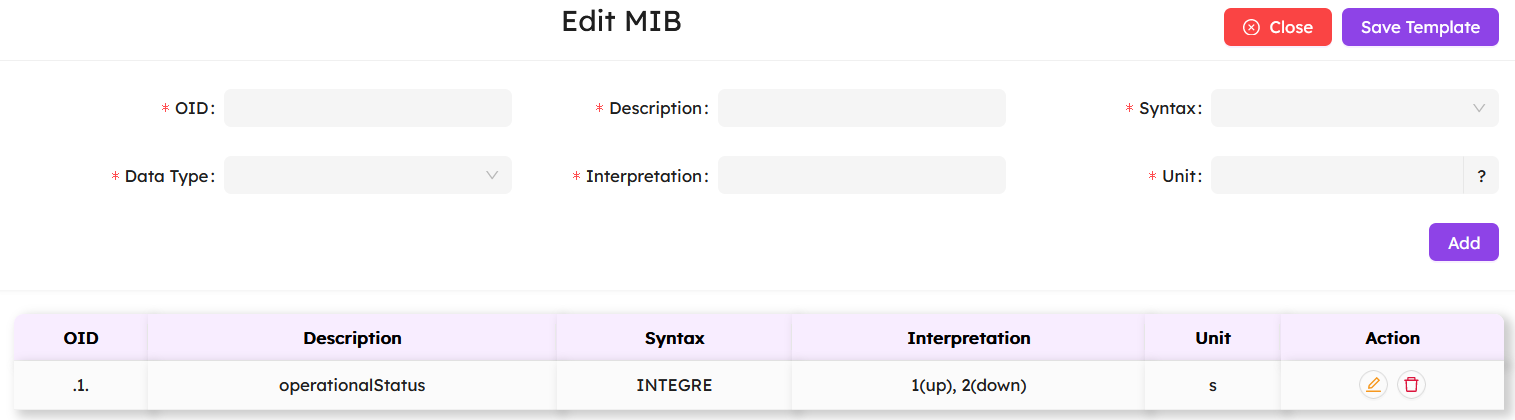 Edit MIB
Close
Save Template
* OID:
* Description:
* Syntax:
* Data Type:
* Interpretation:
* Unit:
?
Add
OID Description Syntax Interpretation Unit Action
.1. operationalStatus INTEGRE 1(up), 2(down) s